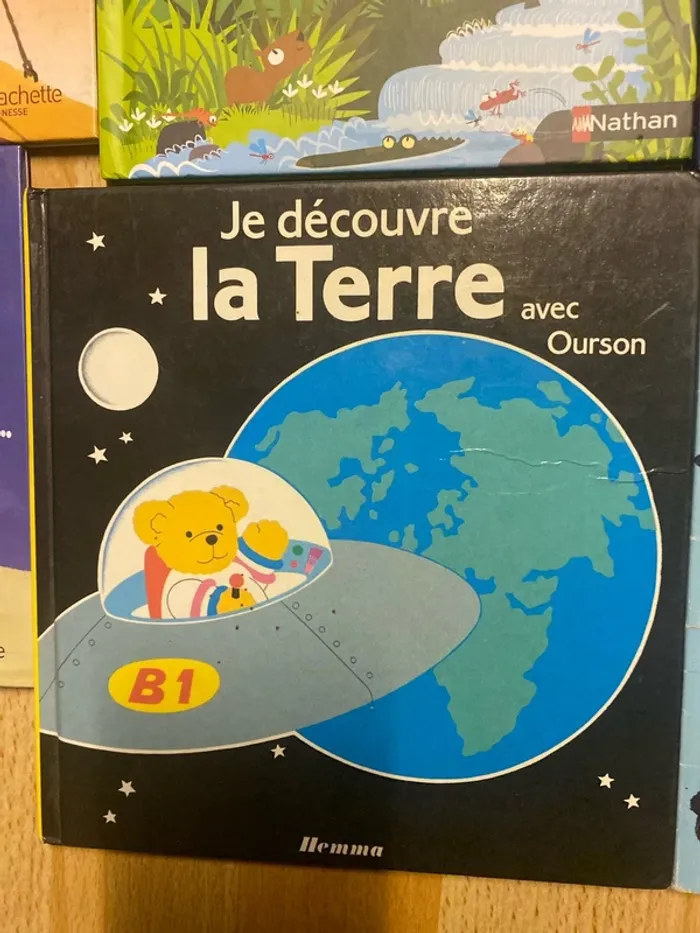 achette
NESSE
Nathan
Je découvre
la Terre avec
Ourson
B1
Hemma
e